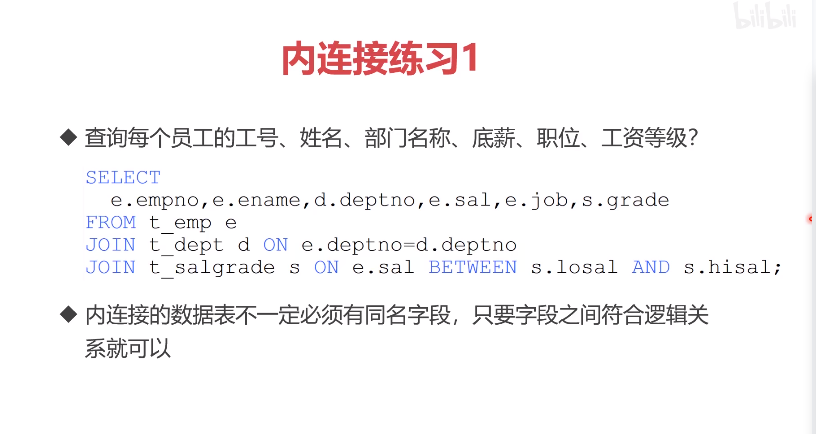 bilibili
内连接练习1
◆ 查询每个员工的工号、姓名、部门名称、底薪、职位、工资等级？
SELECT
e.empno,e.ename,d.deptno,e.sal,e.job,s.grade
FROM t_emp e
JOIN t_dept d ON e.deptno=d.deptno
JOIN t_salgrade s ON e.sal BETWEEN s.losal AND s.hisal;
◆ 内连接的数据表不一定必须有同名字段，只要字段之间符合逻辑关
系就可以